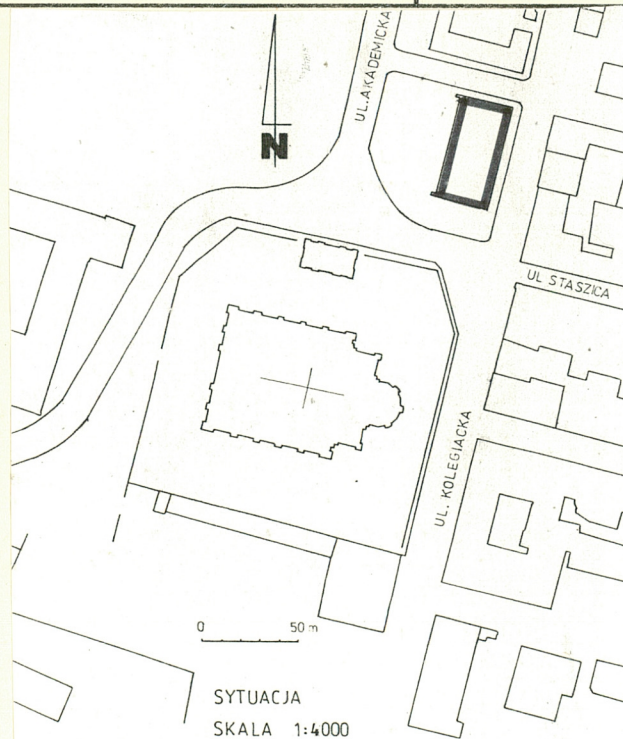 UL. AKADEMICKA
N
UL STASZICA
UL. KOLEGIACKA
0 50 m
SYTUACJA
SKALA 1:4000